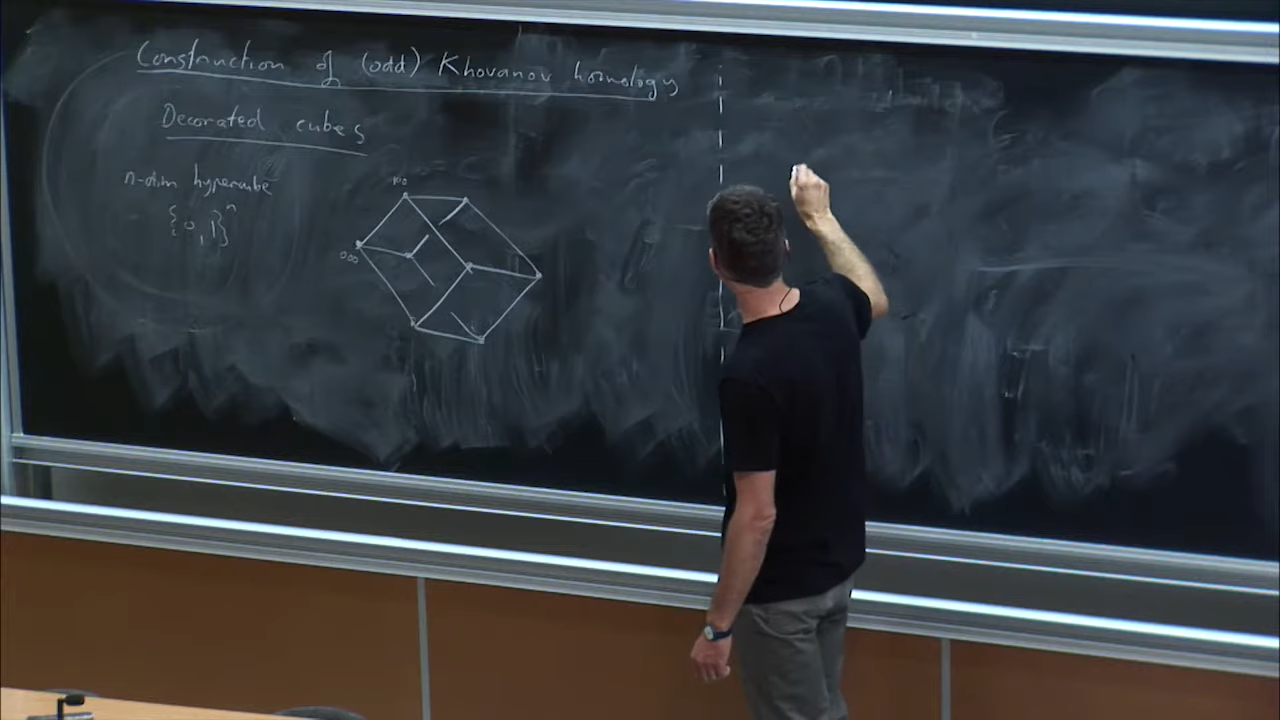 Construction of (odd) Khovanov homology
Decorated cubes
n-dim hypercube
{0,1}^n
100
000